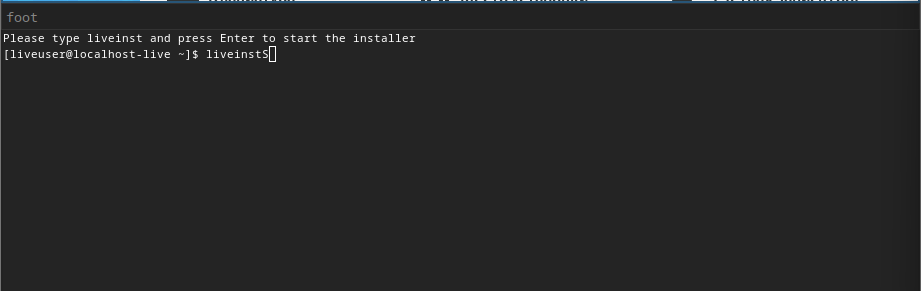 foot
Please type liveinst and press Enter to start the installer
[liveuser@localhost-live ~]$ liveinstS